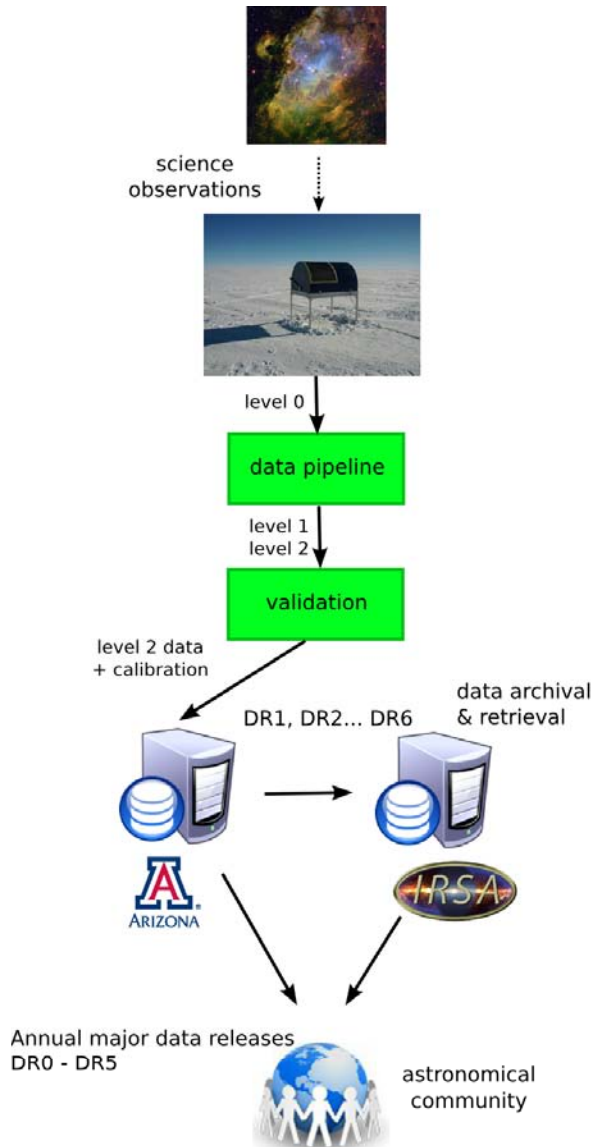 science
observations
level 0
data pipeline
level 1
level 2
validation
level 2 data
+ calibration
data archival
& retrieval
DR1, DR2... DR6
A
ARIZONA
®
IRSA
Annual major data releases
DR0 - DR5
astronomical
community